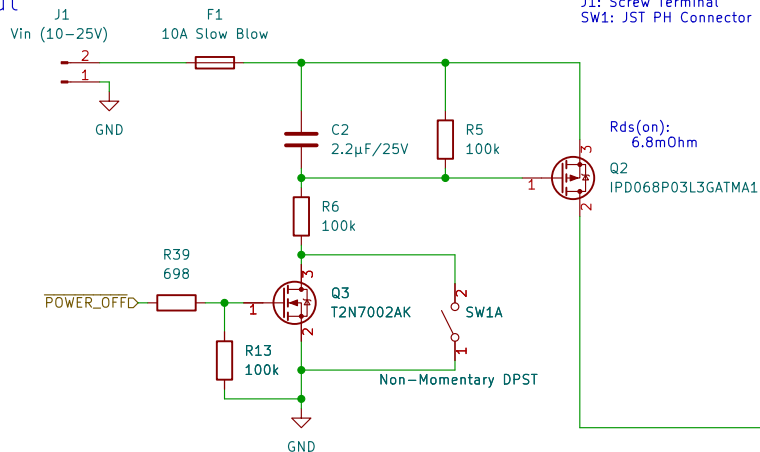 J1: Screw Terminal
SW1: JST PH Connector
J1
Vin (10-25V)
2
1
GND
F1
10A Slow Blow
C2
2.2µF/25V
R5
100k
Rds(on):
6.8mOhm
3
Q2
1
IPD068P03L3GATMA1
2
R6
100k
R39
698
POWER_OFF
3
Q3
1
T2N7002AK
2
2
SW1A
1
R13
100k
Non-Momentary DPST
GND